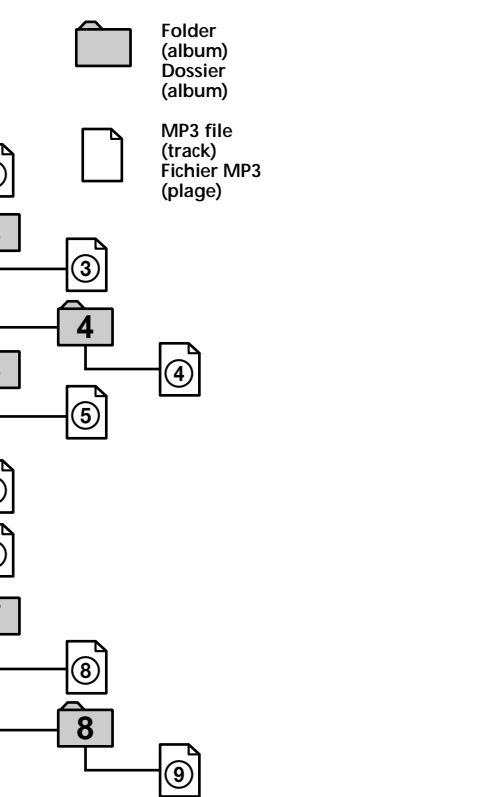 Folder
(album)
Dossier
(album)
MP3 file
(track)
Fichier MP3
(plage)
3
4
4
5
8
8
9